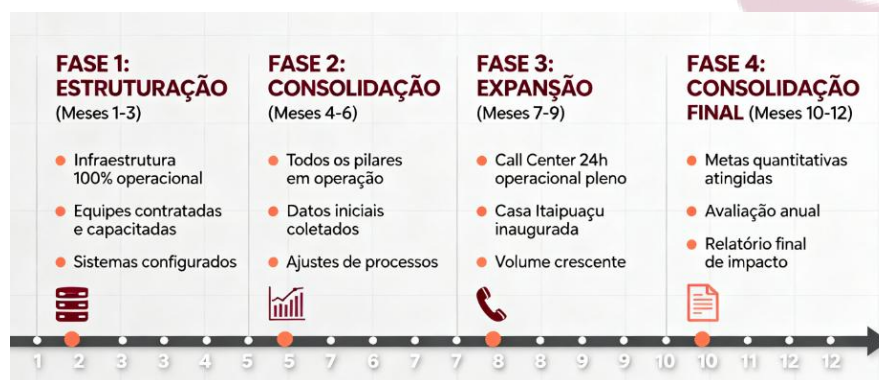 FASE 1:
ESTRUTURAÇÃO
(Meses 1-3)
Infraestrutura
100% operacional
Equipes contratadas
e capacitadas
Sistemas configurados
FASE 2:
CONSOLIDAÇÃO
(Meses 4-6)
Todos os pilares
em operação
Datos iniciais
coletados
Ajustes de processos
FASE 3:
EXPANSÃO
(Meses 7-9)
Call Center 24h
operacional pleno
Casa Itaipuaçu
inaugurada
Volume crescente
FASE 4:
CONSOLIDAÇÃO
FINAL (Meses 10-12)
Metas quantitativas
atingidas
Avaliação anual
Relatório final
de impacto
1 2 3 3 4 5 5 7 6 7 7 8 8 9 9 10 10 11 12 12